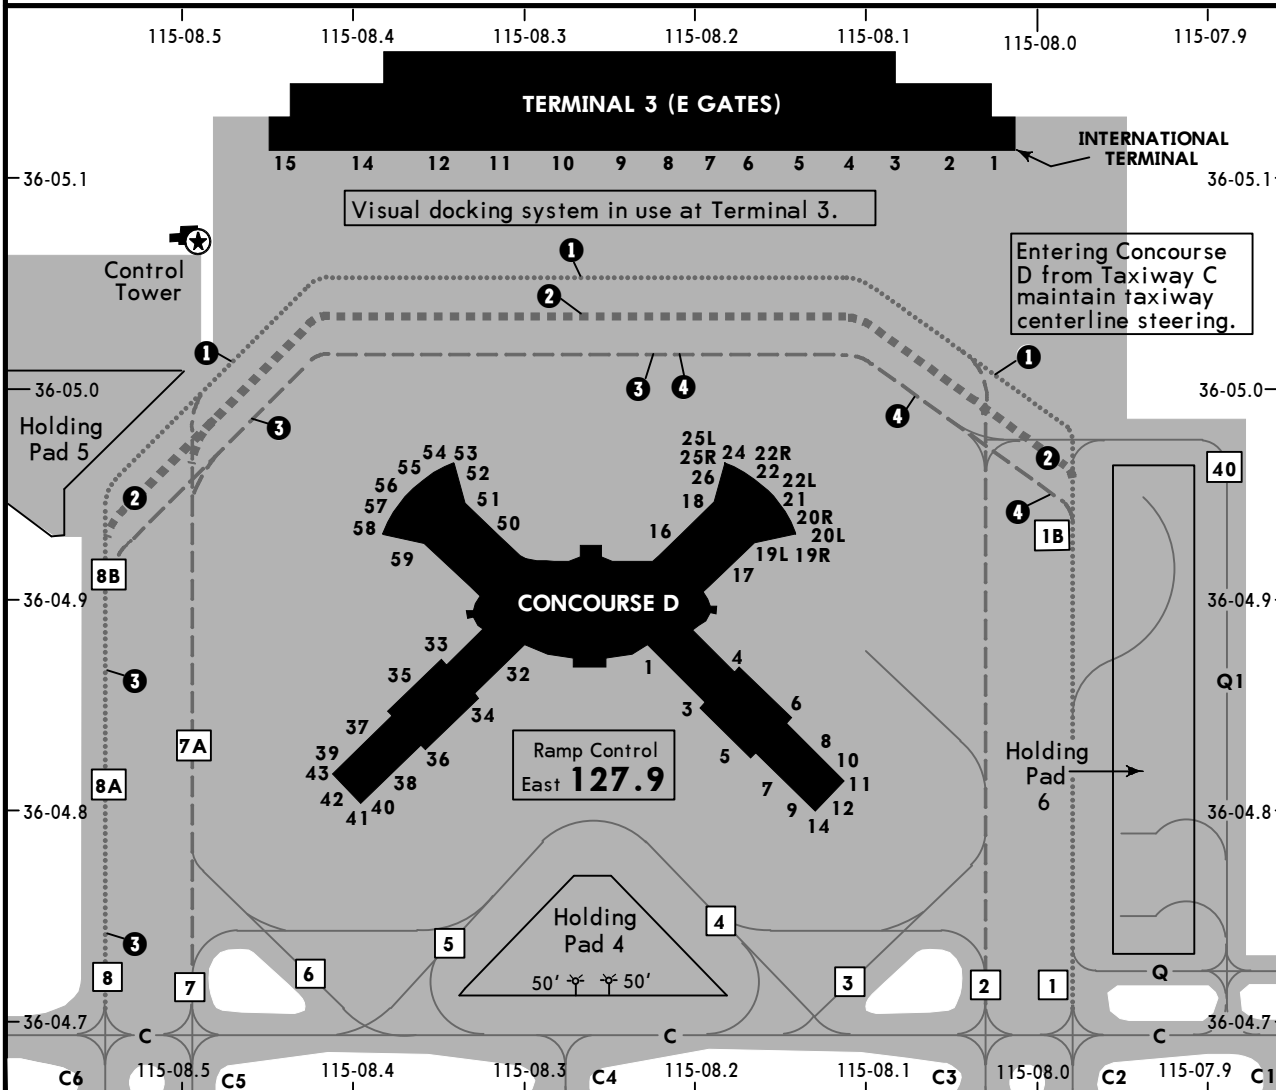 115-08.5 115-08.4 115-08.3 115-08.2 115-08.1 115-08.0 115-07.9
TERMINAL 3 (E GATES)
INTERNATIONAL
TERMINAL
15 14 12 11 10 9 8 7 6 5 4 3 2 1
36-05.1 36-05.1
Visual docking system in use at Terminal 3.
Control
Tower
Entering Concourse
D from Taxiway C
maintain taxiway
centerline steering.
1
2
1 1
3 4
36-05.0 36-05.0
4
3
Holding
Pad 5
2
2
40
4
1B
54 53
55 52
56 51
57 50
58
59
25L
25R 24 22R
26 22
22L
18 21
20R
16 20L
19L 19R
17
8B
36-04.9 36-04.9
CONCOURSE D
33
35 32
37 34
39 36
43 38
42 40
41
1 4
3 6
5 8
7 10
11
9 12
14
3
Q1
7A
8A
Ramp Control
East 127.9
Holding
Pad
6
36-04.8 36-04.8
Holding
Pad 4
50' 50'
3
8 7 6 5 4 3 2 1
Q
36-04.7 36-04.7
C C C
115-08.5 115-08.4 115-08.3 115-08.2 115-08.1 115-08.0 115-07.9
C6 C5 C4 C3 C2 C1